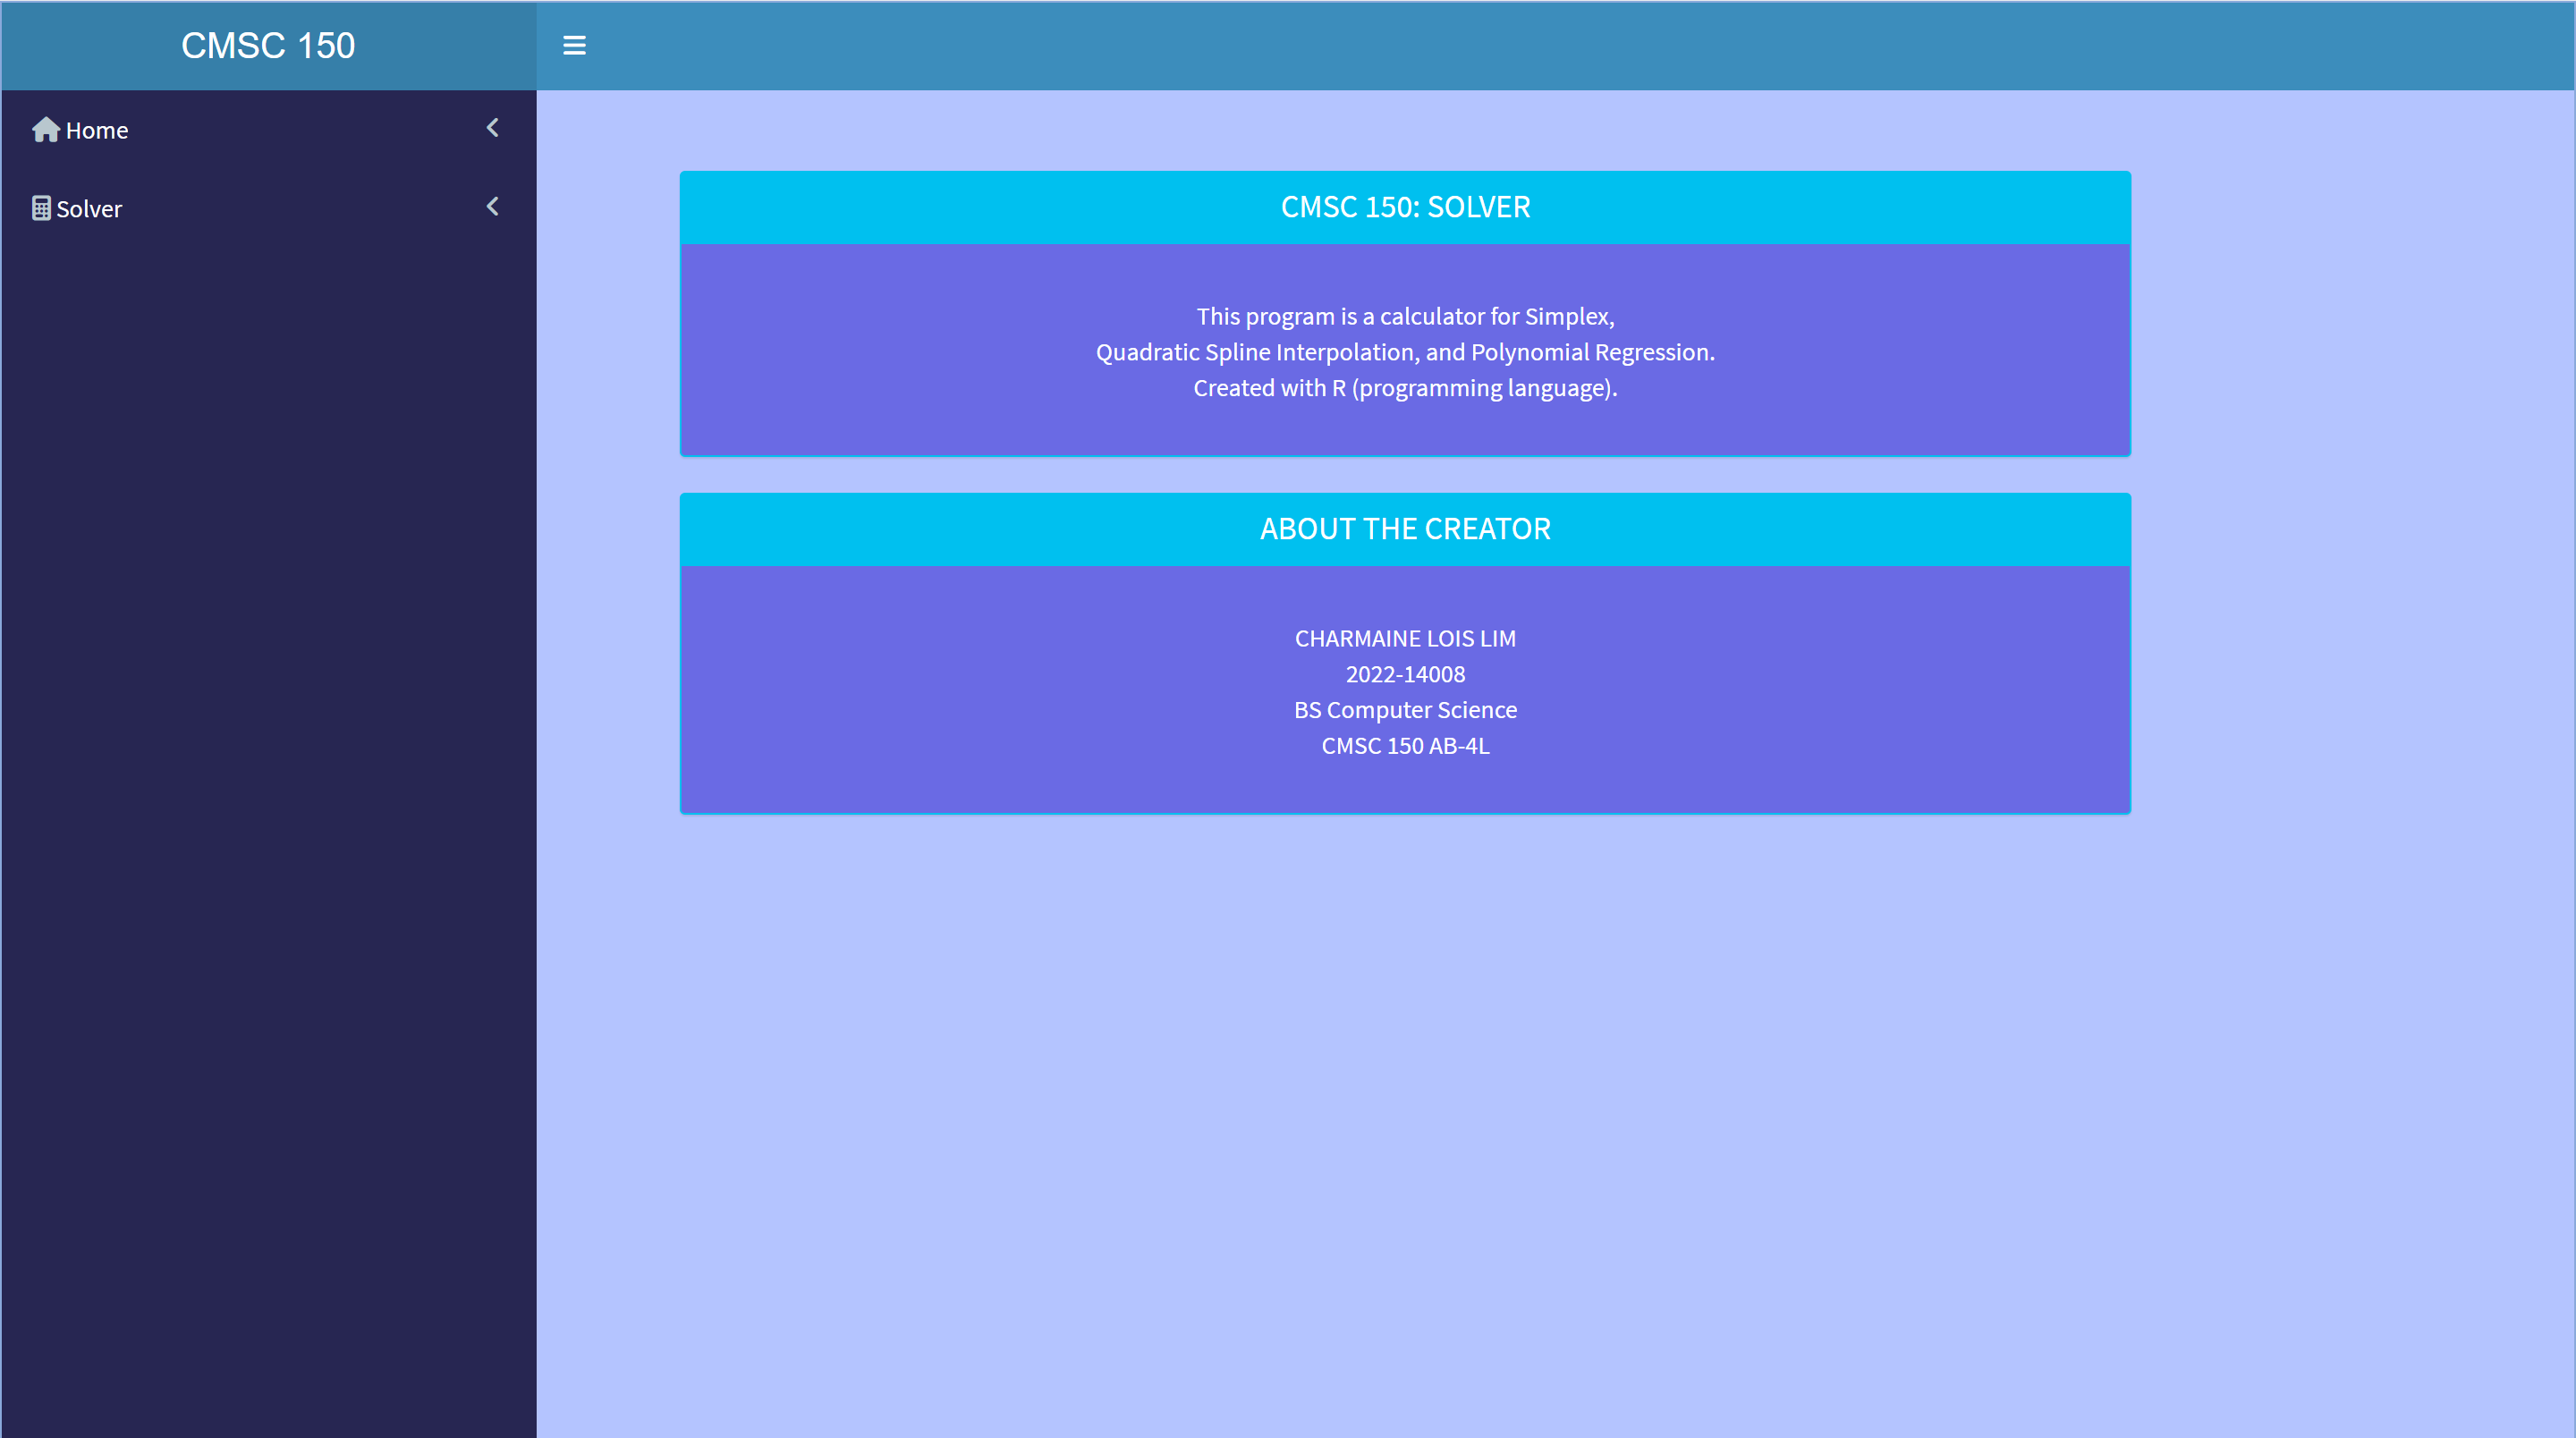 CMSC 150
Home
Solver
CMSC 150: SOLVER
This program is a calculator for Simplex,
Quadratic Spline Interpolation, and Polynomial Regression.
Created with R (programming language).
ABOUT THE CREATOR
CHARMAINE LOIS LIM
2022-14008
BS Computer Science
CMSC 150 AB-4L